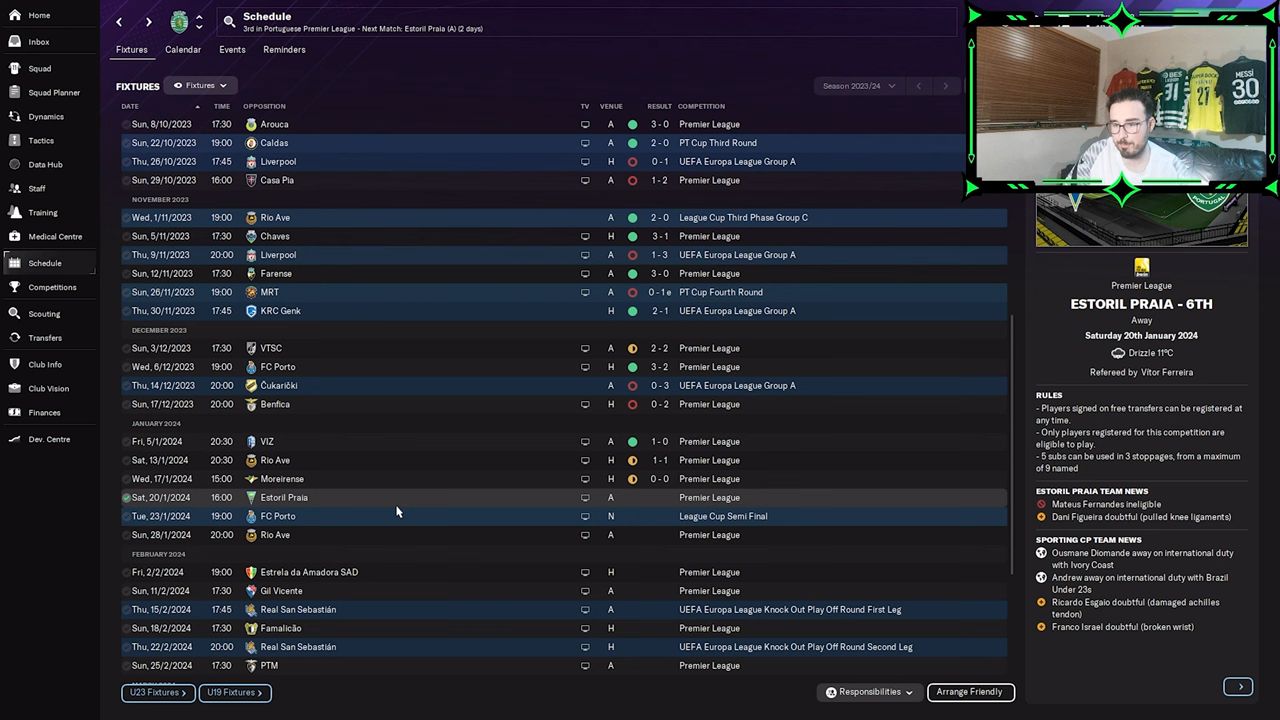 Home
Inbox
Squad
Squad Planner
Dynamics
Tactics
Data Hub
Staff
Training
Medical Centre
Schedule
Competitions
Scouting
Transfers
Club Info
Club Vision
Finances
Dev. Centre
Schedule
3rd in Portuguese Premier League - Next Match: Estoril Praia (A) (2 days)
Fixtures Calendar Events Reminders
FIXTURES Fixtures Season 2023/24
DATE TIME OPPOSITION TV VENUE RESULT COMPETITION
Sun, 8/10/2023 17:30 Arouca A 3 - 0 Premier League
Sun, 22/10/2023 19:00 Caldas A 2 - 0 PT Cup Third Round
Thu, 26/10/2023 17:45 Liverpool H 0 - 1 UEFA Europa League Group A
Sun, 29/10/2023 16:00 Casa Pia A 1 - 2 Premier League
NOVEMBER 2023
Wed, 1/11/2023 19:00 Rio Ave A 2 - 0 League Cup Third Phase Group C
Sun, 5/11/2023 17:30 Chaves H 3 - 1 Premier League
Thu, 9/11/2023 20:00 Liverpool A 1 - 3 UEFA Europa League Group A
Sun, 12/11/2023 17:30 Farense A 3 - 0 Premier League
Sun, 26/11/2023 19:00 MRT A 0 - 1 e PT Cup Fourth Round
Thu, 30/11/2023 17:45 KRC Genk H 2 - 1 UEFA Europa League Group A
DECEMBER 2023
Sun, 3/12/2023 17:30 VTSC A 2 - 2 Premier League
Wed, 6/12/2023 19:00 FC Porto H 3 - 2 Premier League
Thu, 14/12/2023 20:00 Čukarički A 0 - 3 UEFA Europa League Group A
Sun, 17/12/2023 20:00 Benfica H 0 - 2 Premier League
JANUARY 2024
Fri, 5/1/2024 20:30 VIZ A 1 - 0 Premier League
Sat, 13/1/2024 20:30 Rio Ave H 1 - 1 Premier League
Wed, 17/1/2024 15:00 Moreirense H 0 - 0 Premier League
Sat, 20/1/2024 16:00 Estoril Praia A Premier League
Tue, 23/1/2024 19:00 FC Porto N League Cup Semi Final
Sun, 28/1/2024 20:00 Rio Ave A Premier League
FEBRUARY 2024
Fri, 2/2/2024 19:00 Estrela da Amadora SAD H Premier League
Sun, 11/2/2024 17:30 Gil Vicente A Premier League
Thu, 15/2/2024 17:45 Real San Sebastián A UEFA Europa League Knock Out Play Off Round First Leg
Sun, 18/2/2024 17:30 Famalicão H Premier League
Thu, 22/2/2024 20:00 Real San Sebastián H UEFA Europa League Knock Out Play Off Round Second Leg
Sun, 25/2/2024 17:30 PTM A Premier League
U23 Fixtures U19 Fixtures Responsibilities Arrange Friendly
BES
31
SUPER BOCK
27
MESSI
30
PORTUGAL
Premier League
ESTORIL PRAIA - 6TH
Away
Saturday 20th January 2024
Drizzle 11°C
Refereed by Vítor Ferreira
RULES
- Players signed on free transfers can be registered at
any time.
- Only players registered for this competition are
eligible to play.
- 5 subs can be used in 3 stoppages, from a maximum
of 9 named
ESTORIL PRAIA TEAM NEWS
Mateus Fernandes ineligible
Dani Figueira doubtful (pulled knee ligaments)
SPORTING CP TEAM NEWS
Ousmane Diomande away on international duty
with Ivory Coast
Andrew away on international duty with Brazil
Under 23s
Ricardo Esgaio doubtful (damaged achilles
tendon)
Franco Israel doubtful (broken wrist)